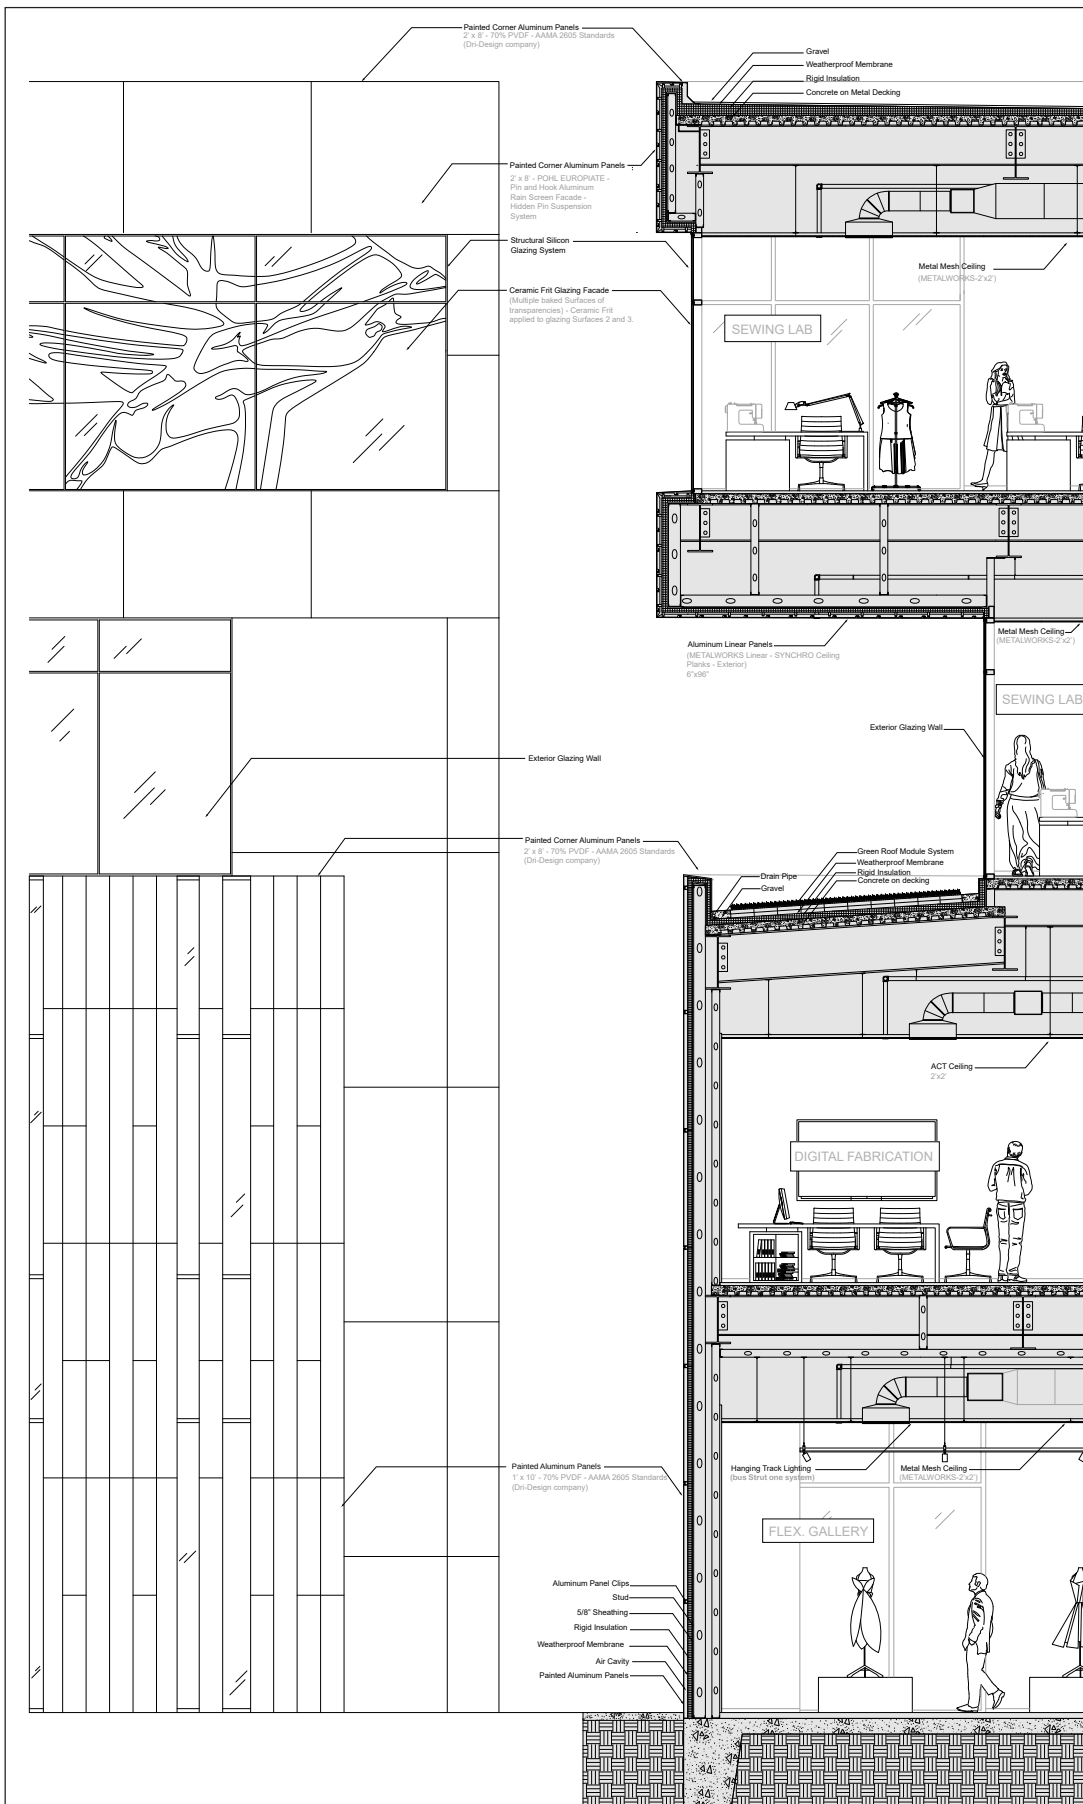 Painted Corner Aluminum Panels
2' x 8' - 70% PVDF - AAMA 2605 Standards
(Dri-Design company)
Gravel
Weatherproof Membrane
Rigid Insulation
Concrete on Metal Decking
Painted Corner Aluminum Panels
2' x 8' - POHL EUROPIATE -
Pin and Hook Aluminum
Rain Screen Facade -
Hidden Pin Suspension
System
Structural Silicon
Glazing System
Metal Mesh Ceiling
(METALWORKS-2'x2')
Ceramic Frit Glazing Facade
(Multiple baked Surfaces of
transparencies) - Ceramic Frit
applied to glazing Surfaces 2 and 3.
SEWING LAB
Aluminum Linear Panels
(METALWORKS Linear - SYNCHRO Ceiling
Planks - Exterior)
6"x96"
Metal Mesh Ceiling
(METALWORKS-2'x2')
SEWING LAB
Exterior Glazing Wall
Exterior Glazing Wall
Painted Corner Aluminum Panels
2' x 8' - 70% PVDF - AAMA 2605 Standards
(Dri-Design company)
Green Roof Module System
Weatherproof Membrane
Rigid Insulation
Concrete on decking
Drain Pipe
Gravel
ACT Ceiling
2'x2'
DIGITAL FABRICATION
Painted Aluminum Panels
1' x 10' - 70% PVDF - AAMA 2605 Standards
(Dri-Design company)
Hanging Track Lighting
(bus Strut one system)
Metal Mesh Ceiling
(METALWORKS-2'x2')
FLEX. GALLERY
Aluminum Panel Clips
Stud
5/8" Sheathing
Rigid Insulation
Weatherproof Membrane
Air Cavity
Painted Aluminum Panels